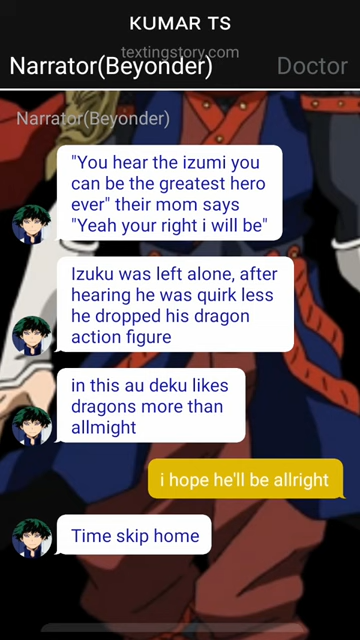 KUMAR TS
textingstory.com
Narrator(Beyonder) Doctor
Narrator(Beyonder)
"You hear the izumi you
can be the greatest hero
ever" their mom says
"Yeah your right i will be"
Izuku was left alone, after
hearing he was quirk less
he dropped his dragon
action figure
in this au deku likes
dragons more than
allmight
i hope he'll be allright
Time skip home